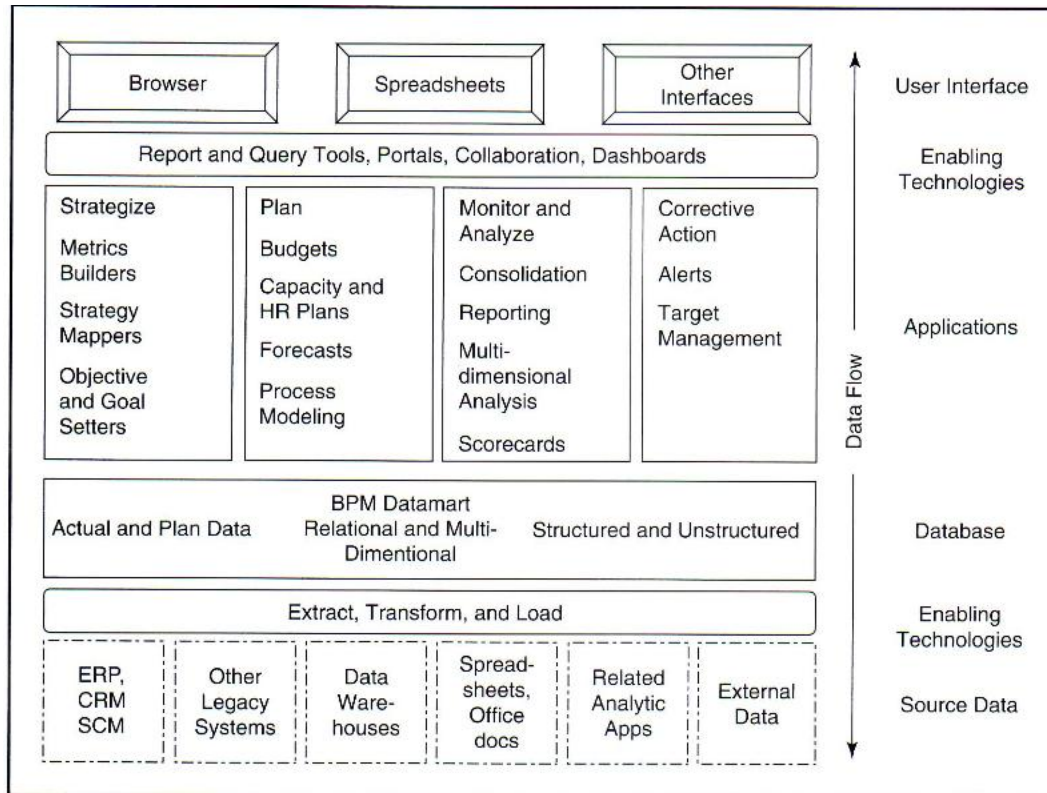 Browser
Spreadsheets
Other
Interfaces
User Interface
Report and Query Tools, Portals, Collaboration, Dashboards
Enabling
Technologies
Strategize
Metrics
Builders
Strategy
Mappers
Objective
and Goal
Setters
Plan
Budgets
Capacity and
HR Plans
Forecasts
Process
Modeling
Monitor and
Analyze
Consolidation
Reporting
Multi-
dimensional
Analysis
Scorecards
Corrective
Action
Alerts
Target
Management
Applications
Data Flow
BPM Datamart
Actual and Plan Data
Relational and Multi-
Dimentional
Structured and Unstructured
Database
Extract, Transform, and Load
Enabling
Technologies
ERP,
CRM
SCM
Other
Legacy
Systems
Data
Ware-
houses
Spread-
sheets,
Office
docs
Related
Analytic
Apps
External
Data
Source Data